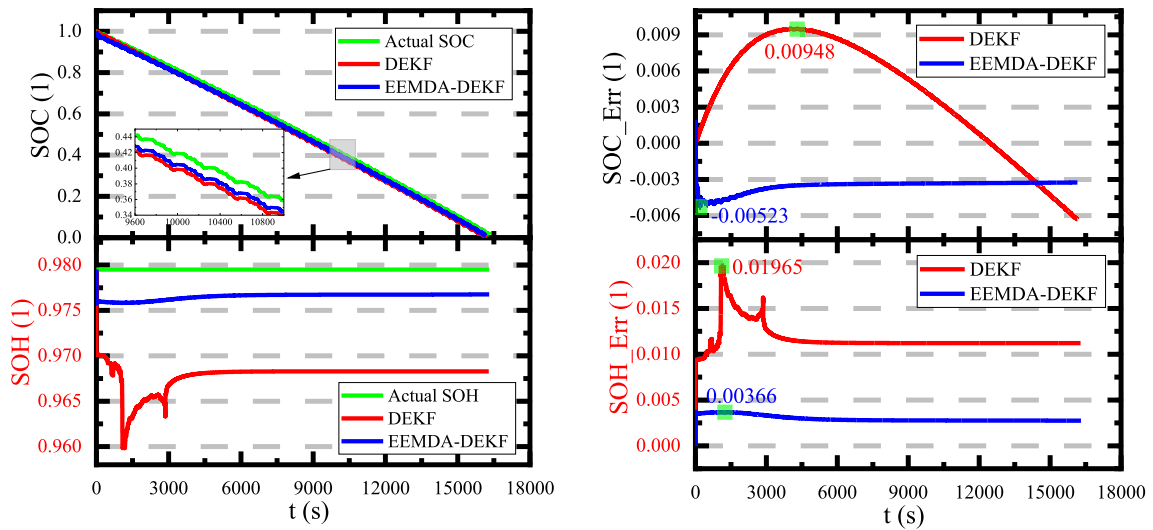 SOC (1)
1.0
0.8
0.6
0.4
0.2
0.0
Actual SOC
DEKF
EEMDA-DEKF
0.44
0.42
0.40
0.38
0.36
0.34
9600 10000 10400 10800
SOH (1)
0.980
0.975
0.970
0.965
0.960
Actual SOH
DEKF
EEMDA-DEKF
0 3000 6000 9000 12000 15000 18000
t (s)
SOC_Err (1)
0.009
0.006
0.003
0.000
-0.003
-0.006
DEKF
EEMDA-DEKF
0.00948
-0.00523
SOH_Err (1)
0.020
0.015
0.010
0.005
0.000
DEKF
EEMDA-DEKF
0.01965
0.00366
0 3000 6000 9000 12000 15000 18000
t (s)